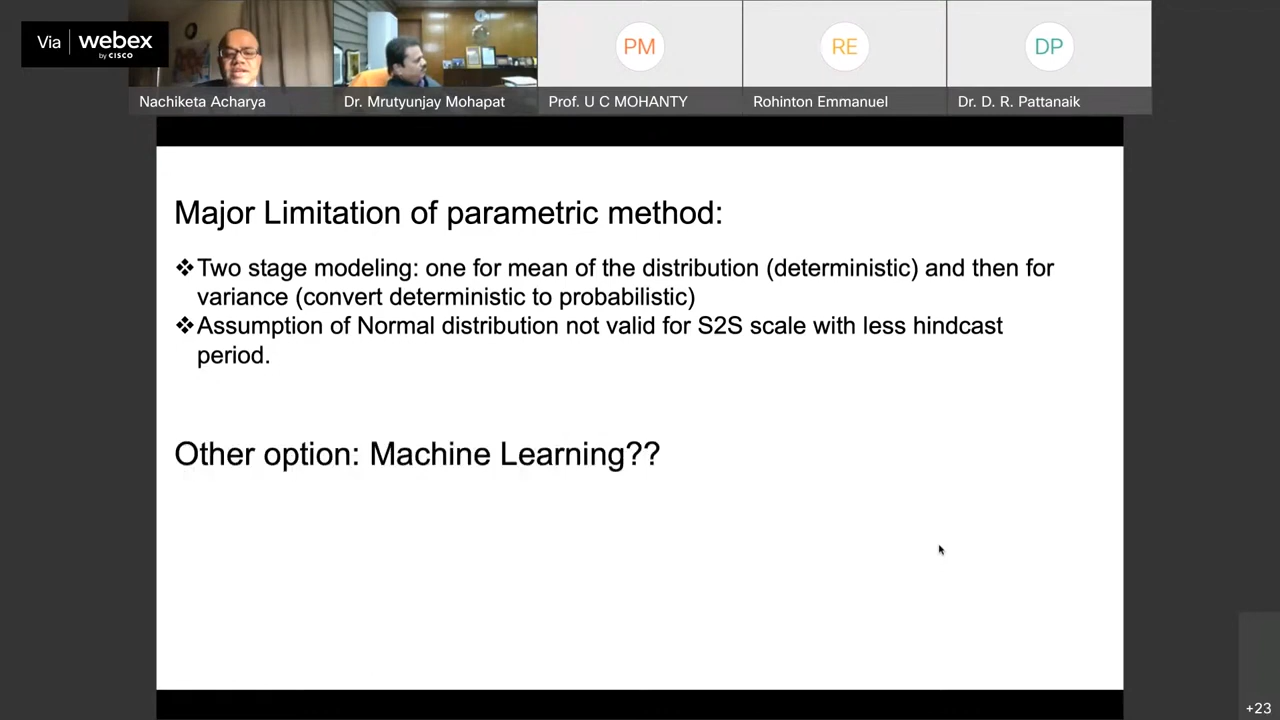 Via webex
by CISCO
PM
RE
DP
Nachiketa Acharya
Dr. Mrutyunjay Mohapat
Prof. U C MOHANTY
Rohinton Emmanuel
Dr. D. R. Pattanaik
Major Limitation of parametric method:
❖Two stage modeling: one for mean of the distribution (deterministic) and then for
variance (convert deterministic to probabilistic)
❖Assumption of Normal distribution not valid for S2S scale with less hindcast
period.
Other option: Machine Learning??
+23